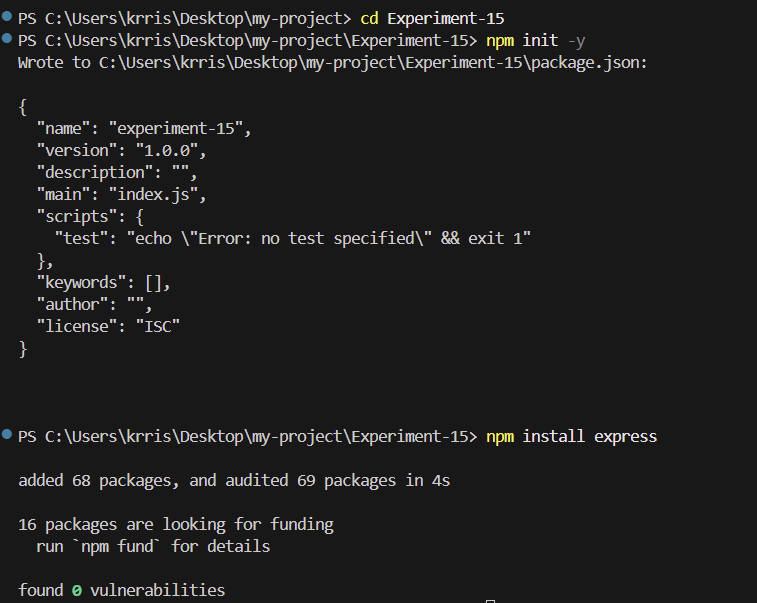 PS C:\Users\krris\Desktop\my-project> cd Experiment-15
PS C:\Users\krris\Desktop\my-project\Experiment-15> npm init -y
Wrote to C:\Users\krris\Desktop\my-project\Experiment-15\package.json:

{
  "name": "experiment-15",
  "version": "1.0.0",
  "description": "",
  "main": "index.js",
  "scripts": {
    "test": "echo \"Error: no test specified\" && exit 1"
  },
  "keywords": [],
  "author": "",
  "license": "ISC"
}

PS C:\Users\krris\Desktop\my-project\Experiment-15> npm install express

added 68 packages, and audited 69 packages in 4s

16 packages are looking for funding
  run `npm fund` for details

found 0 vulnerabilities